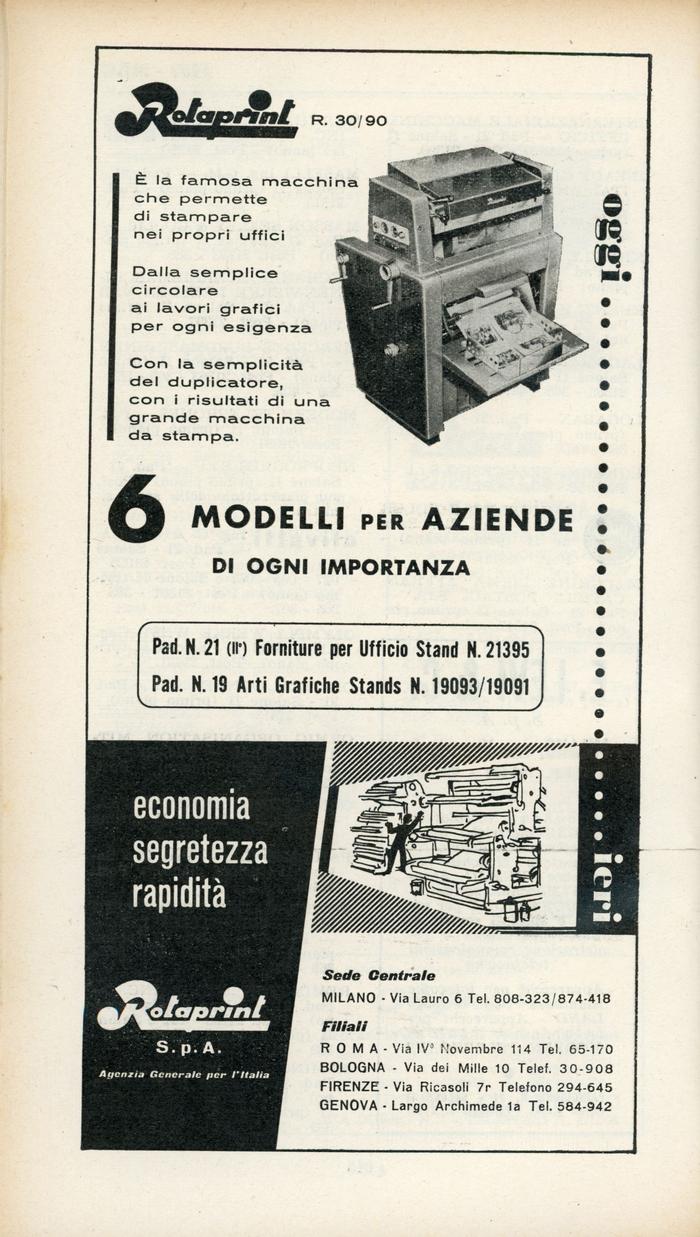 Rotaprint R. 30/90
È la famosa macchina
che permette
di stampare
nei propri uffici
Dalla semplice
circolare
ai lavori grafici
per ogni esigenza
Con la semplicità
del duplicatore,
con i risultati di una
grande macchina
da stampa.
oggi
6 MODELLI PER AZIENDE
DI OGNI IMPORTANZA
Pad. N. 21 (IIº) Forniture per Ufficio Stand N. 21395
Pad. N. 19 Arti Grafiche Stands N. 19093/19091
economia
segretezza
rapidità
ieri
Rotaprint
S.p.A.
Agenzia Generale per l'Italia
Sede Centrale
MILANO - Via Lauro 6 Tel. 808-323/874-418
Filiali
ROMA - Via IVº Novembre 114 Tel. 65-170
BOLOGNA - Via dei Mille 10 Telef. 30-908
FIRENZE - Via Ricasoli 7r Telefono 294-645
GENOVA - Largo Archimede 1a Tel. 584-942